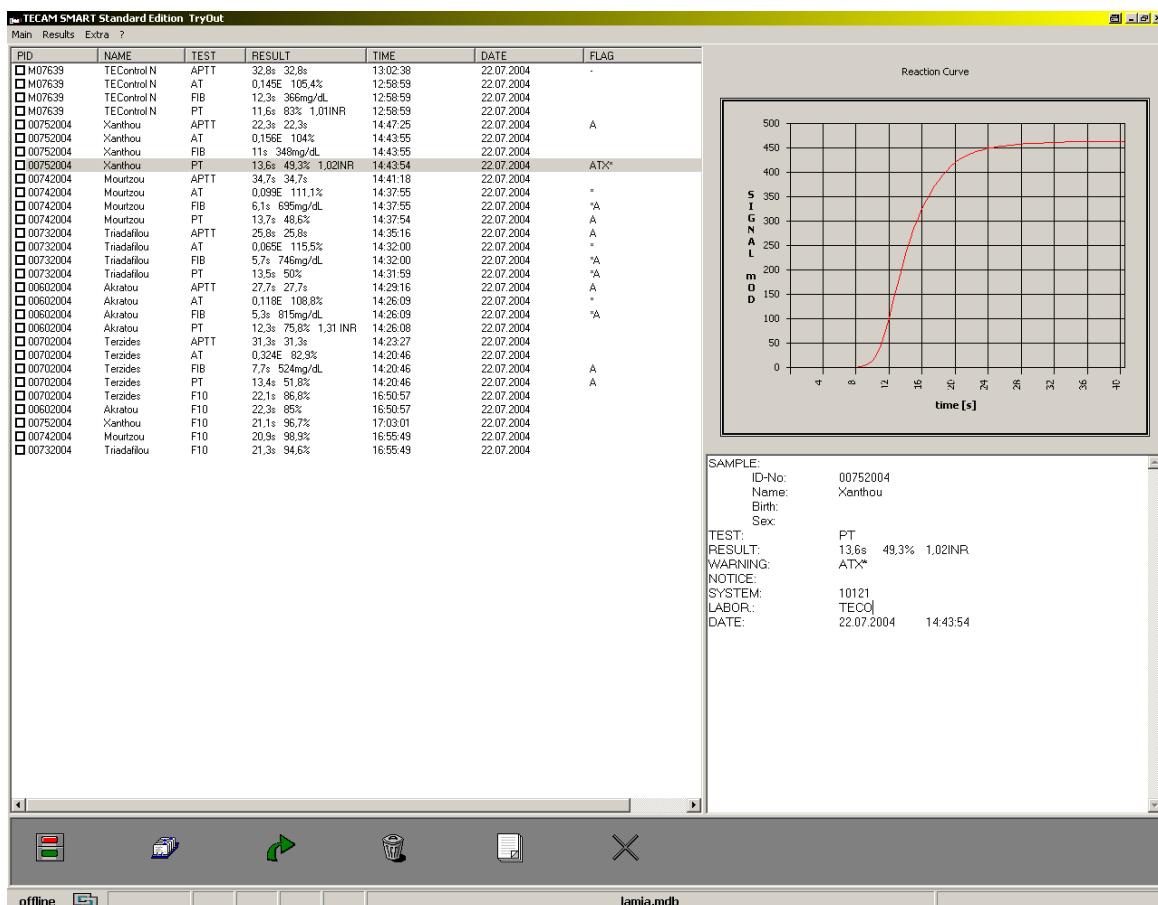 TECAM SMART Standard Edition TryOut
Main Results Extra ?
PID NAME TEST RESULT TIME DATE FLAG
M07639 TEControl N APTT 32,8s 32,8s 13:02:38 22.07.2004 -
M07639 TEControl N AT 0,145E 105,4% 12:58:59 22.07.2004
M07639 TEControl N FIB 12,3s 366mg/dL 12:58:59 22.07.2004
M07639 TEControl N PT 11,6s 83% 1,01INR 12:58:59 22.07.2004
00752004 Xanthou APTT 22,3s 22,3s 14:47:25 22.07.2004 A
00752004 Xanthou AT 0,156E 104% 14:43:55 22.07.2004
00752004 Xanthou FIB 11s 348mg/dL 14:43:55 22.07.2004
00752004 Xanthou PT 13,6s 49,3% 1,02INR 14:43:54 22.07.2004 ATX*
00742004 Mourtzou APTT 34,7s 34,7s 14:41:18 22.07.2004
00742004 Mourtzou AT 0,099E 111,1% 14:37:55 22.07.2004 *
00742004 Mourtzou FIB 6,1s 695mg/dL 14:37:55 22.07.2004 *A
00742004 Mourtzou PT 13,7s 48,6% 14:37:54 22.07.2004 A
00732004 Triadafilou APTT 25,8s 25,8s 14:35:16 22.07.2004 A
00732004 Triadafilou AT 0,065E 115,5% 14:32:00 22.07.2004 *
00732004 Triadafilou FIB 5,7s 746mg/dL 14:32:00 22.07.2004 *A
00732004 Triadafilou PT 13,5s 50% 14:31:59 22.07.2004 *A
00602004 Akratou APTT 27,7s 27,7s 14:29:16 22.07.2004 A
00602004 Akratou AT 0,118E 108,8% 14:26:09 22.07.2004 *
00602004 Akratou FIB 5,3s 815mg/dL 14:26:09 22.07.2004 *A
00602004 Akratou PT 12,3s 75,8% 1,31 INR 14:26:08 22.07.2004
00702004 Terzides APTT 31,3s 31,3s 14:23:27 22.07.2004
00702004 Terzides AT 0,324E 82,9% 14:20:46 22.07.2004
00702004 Terzides FIB 7,7s 524mg/dL 14:20:46 22.07.2004 A
00702004 Terzides PT 13,4s 51,8% 14:20:46 22.07.2004 A
00702004 Terzides F10 22,1s 86,8% 16:50:57 22.07.2004
00602004 Akratou F10 22,3s 85% 16:50:57 22.07.2004
00752004 Xanthou F10 21,1s 96,7% 17:03:01 22.07.2004
00742004 Mourtzou F10 20,9s 98,9% 16:55:49 22.07.2004
00732004 Triadafilou F10 21,3s 94,6% 16:55:49 22.07.2004
Reaction Curve
SIGNAL mOD
500
450
400
350
300
250
200
150
100
50
0
4 8 12 16 20 24 28 32 36 40
time [s]
SAMPLE:
ID-No: 00752004
Name: Xanthou
Birth:
Sex:
TEST: PT
RESULT: 13,6s 49,3% 1,02INR
WARNING: ATX*
NOTICE:
SYSTEM: 10121
LABOR.: TECO
DATE: 22.07.2004 14:43:54
offline lamia.mdb